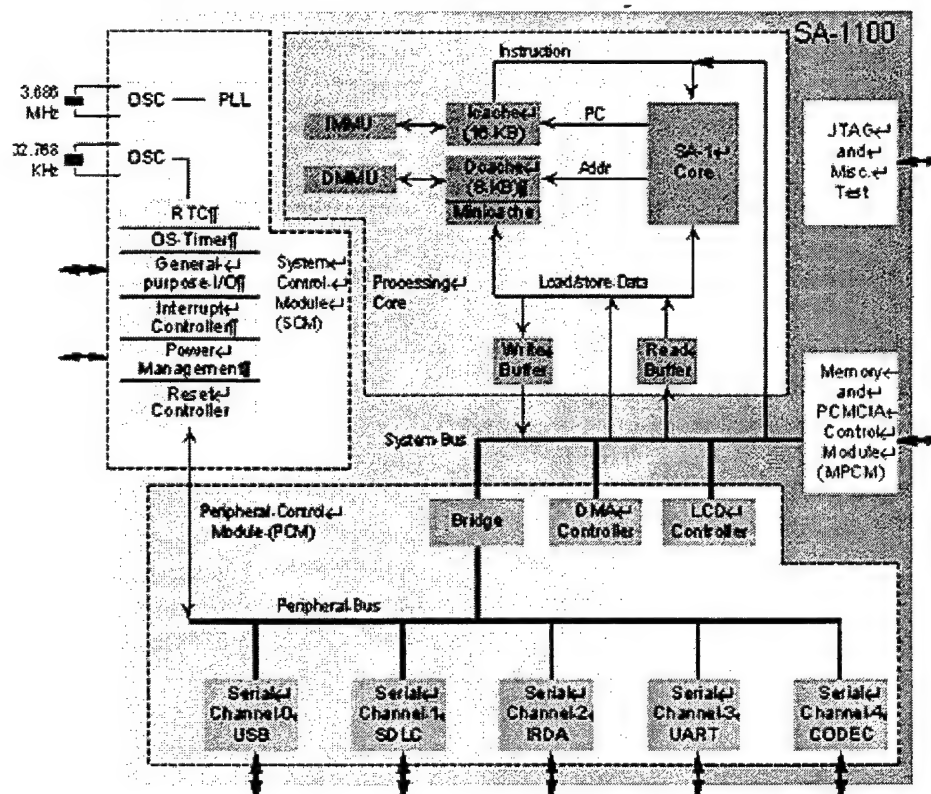 SA-1100
Instruction
3.686
MHz
OSC
PLL
32.768
KHz
OSC
IMMU
Icache↵
(16-KB)
PC
SA-1↵
Core
JTAG↵
and↵
Misc.↵
Test
DMMU
Dcache↵
(8-KB)¶
Minicache
Addr
RTC¶
OS-Timer¶
General-↵
purpose-I/O¶
Interrupt↵
Controller¶
Power↵
Management¶
Reset↵
Controller
System↵
Control-↵
Module↵
(SCM)
Processing↵
Core
Load/store-Data
Write↵
Buffer
Read↵
Buffer
Memory↵
and↵
PCMCIA↵
Control↵
Module↵
(MPCM)
System-Bus
Peripheral-Control↵
Module-(PCM)
Bridge
DMA↵
Controller
LCD↵
Controller
Peripheral-Bus
Serial↵
Channel-0↵
USB
Serial↵
Channel-1↵
SDLC
Serial↵
Channel-2↵
IRDA
Serial↵
Channel-3↵
UART
Serial↵
Channel-4↵
CODEC